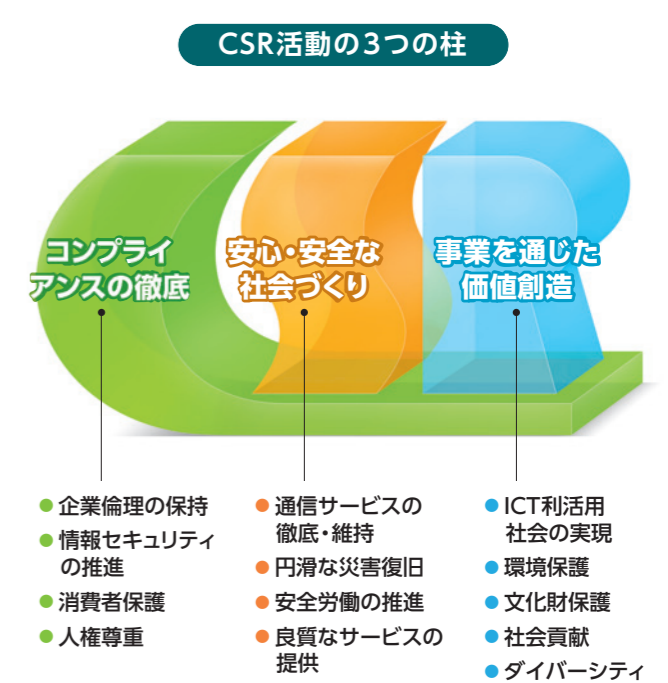 CSR活動の3つの柱
コンプライ
アンスの徹底
安心・安全な
社会づくり
事業を通じた
価値創造
● 企業倫理の保持
● 情報セキュリティ
の推進
● 消費者保護
● 人権尊重
● 通信サービスの
徹底・維持
● 円滑な災害復旧
● 安全労働の推進
● 良質なサービスの
提供
● ICT利活用
社会の実現
● 環境保護
● 文化財保護
● 社会貢献
● ダイバーシティ